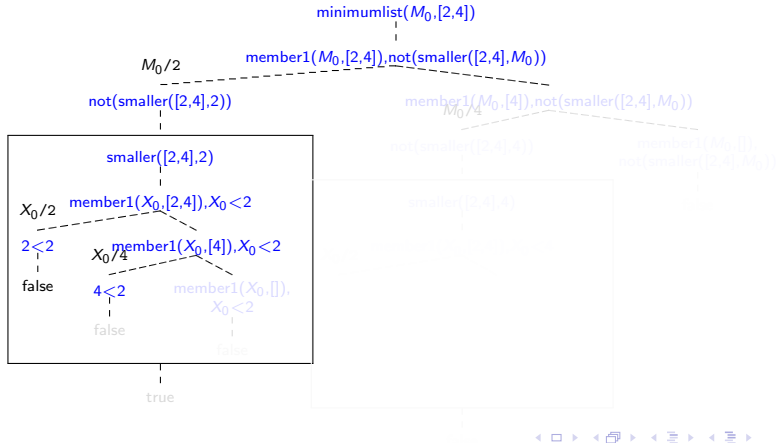 minimumlist(M₀,[2,4])
member1(M₀,[2,4]),not(smaller([2,4],M₀))
M₀/2
not(smaller([2,4],2))
member1(M₀,[4]),not(smaller([2,4],M₀))
M₀/4
not(smaller([2,4],4))
member1(M₀,[]),
not(smaller([2,4],M₀))
smaller([2,4],2)
smaller([2,4],4)
member1(X₀,[2,4]),X₀<2
X₀/2
2<2
member1(X₀,[4]),X₀<2
X₀/4
false
4<2
member1(X₀,[]),
X₀<2
false
false
true